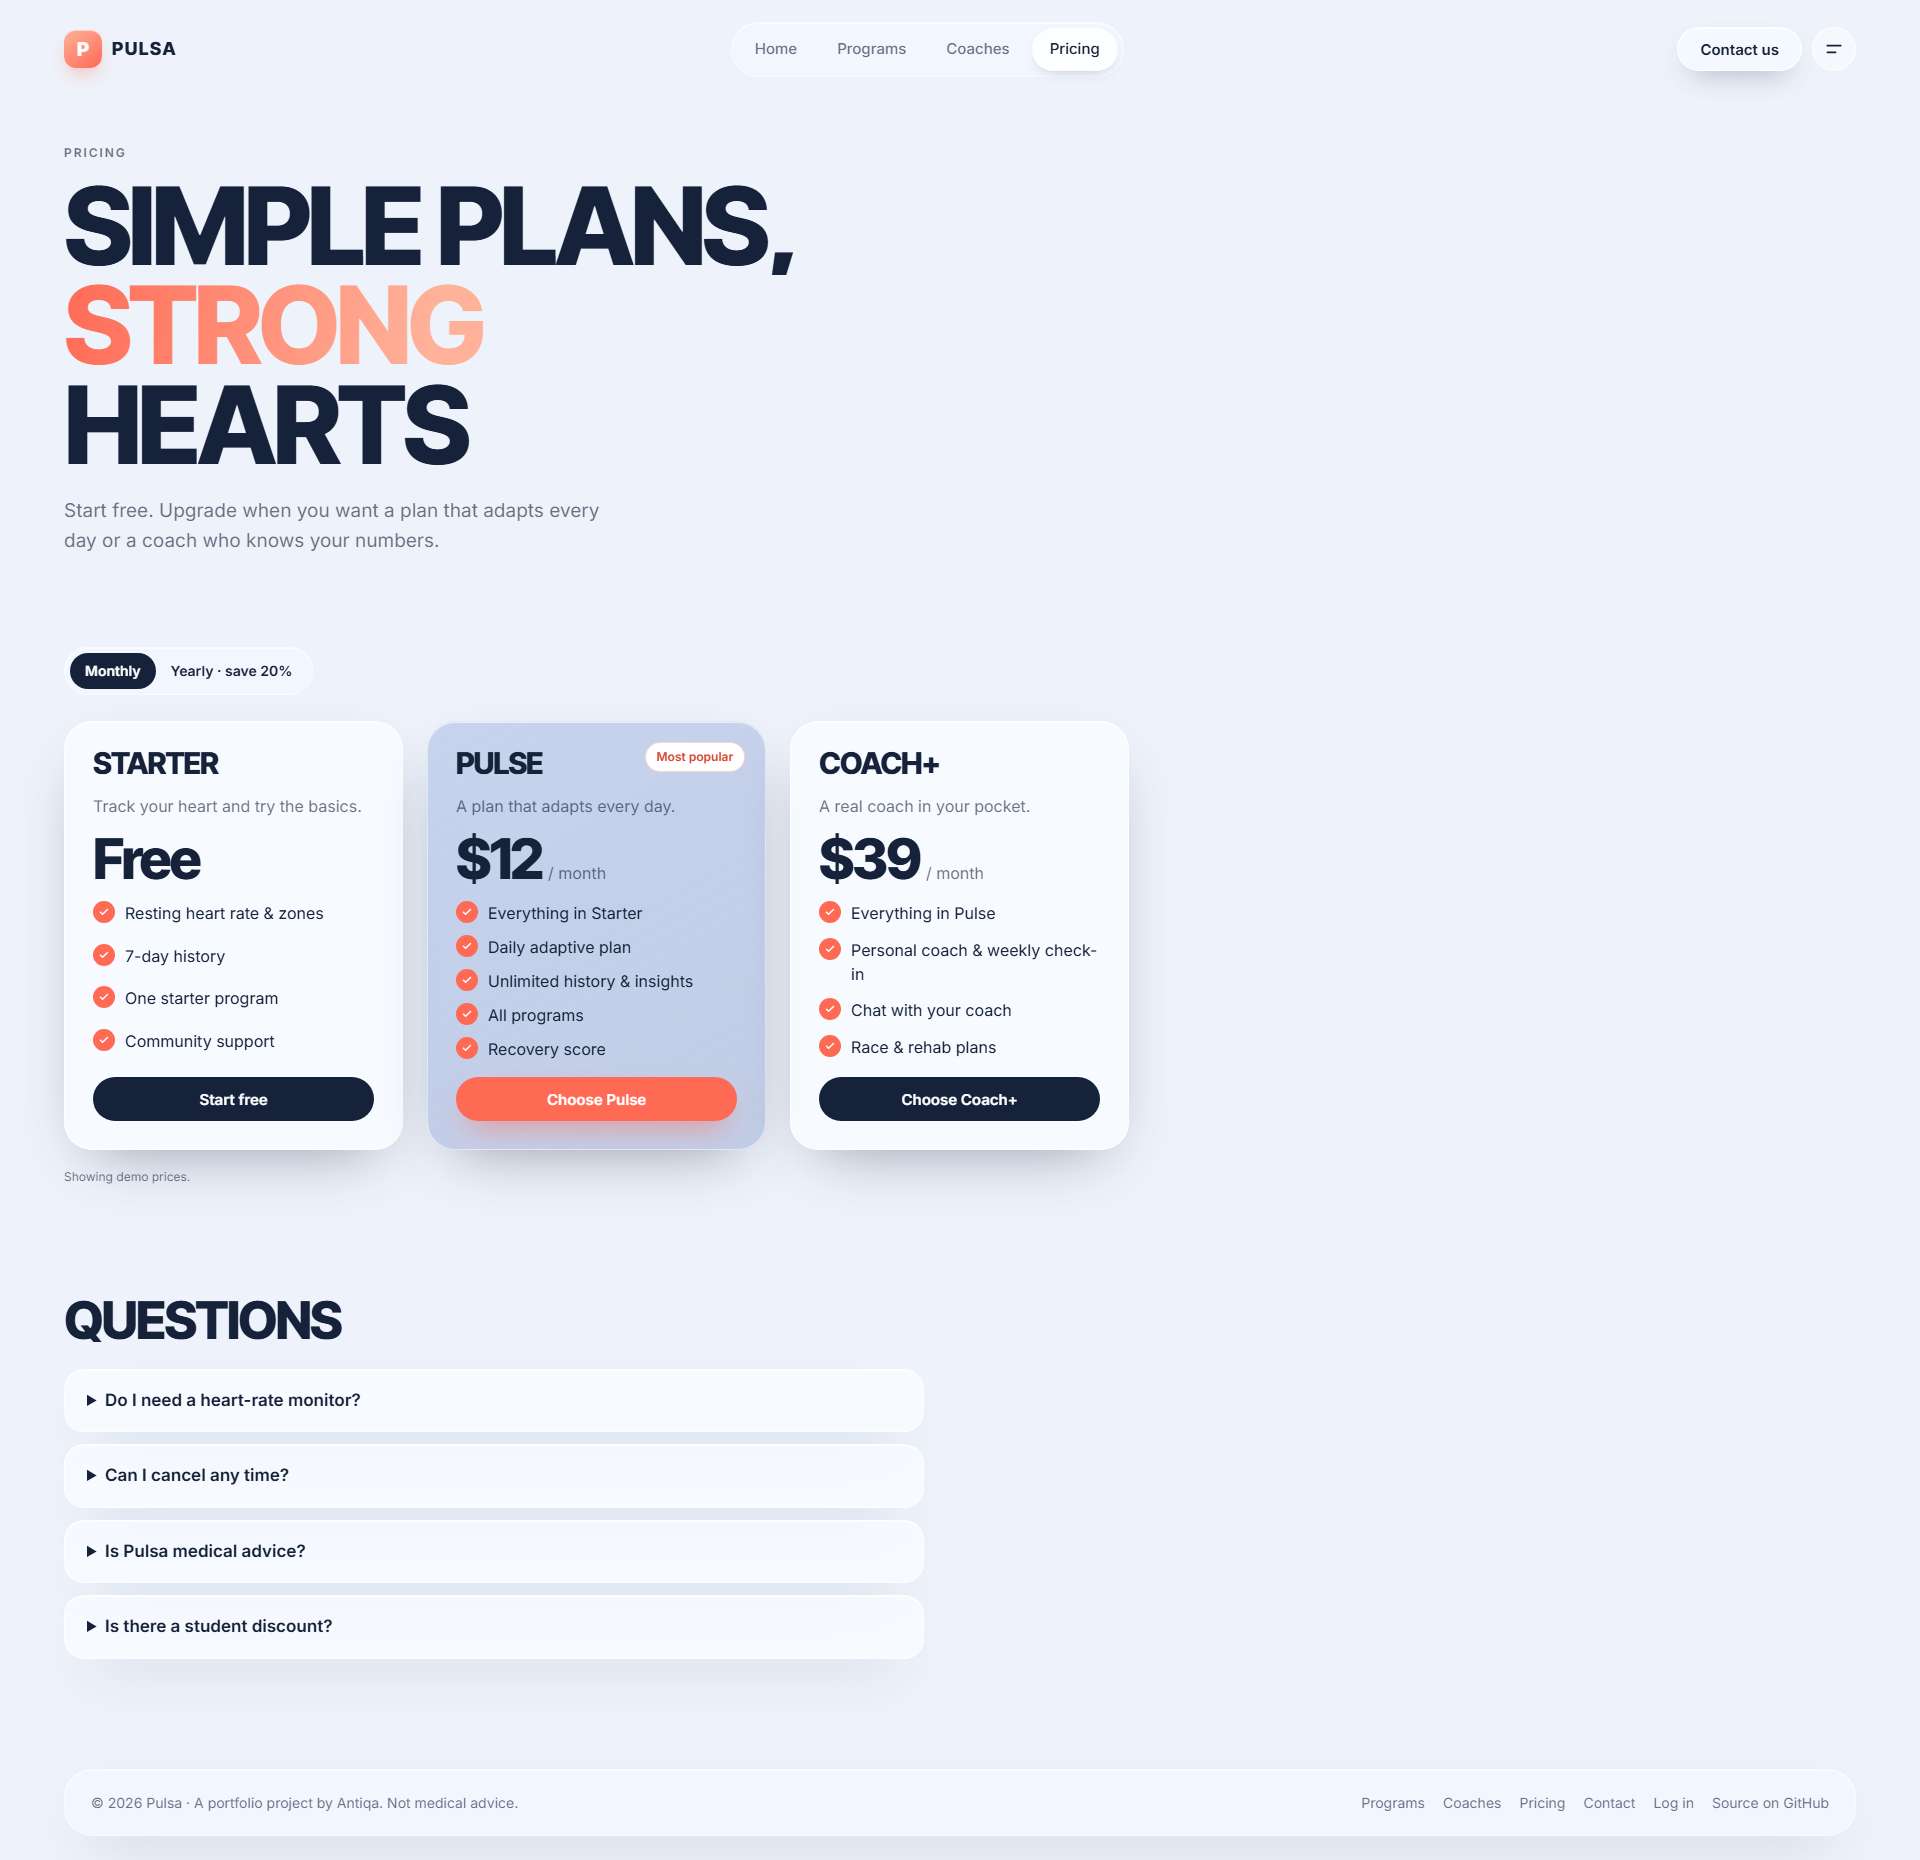 P PULSA
Home Programs Coaches Pricing
Contact us
PRICING
SIMPLE PLANS,
STRONG
HEARTS
Start free. Upgrade when you want a plan that adapts every
day or a coach who knows your numbers.
Monthly Yearly · save 20%
STARTER
Track your heart and try the basics.
Free
Resting heart rate & zones
7-day history
One starter program
Community support
Start free
PULSE
Most popular
A plan that adapts every day.
$12 / month
Everything in Starter
Daily adaptive plan
Unlimited history & insights
All programs
Recovery score
Choose Pulse
COACH+
A real coach in your pocket.
$39 / month
Everything in Pulse
Personal coach & weekly check-
in
Chat with your coach
Race & rehab plans
Choose Coach+
Showing demo prices.
QUESTIONS
Do I need a heart-rate monitor?
Can I cancel any time?
Is Pulsa medical advice?
Is there a student discount?
© 2026 Pulsa · A portfolio project by Antiqa. Not medical advice.
Programs Coaches Pricing Contact Log in Source on GitHub